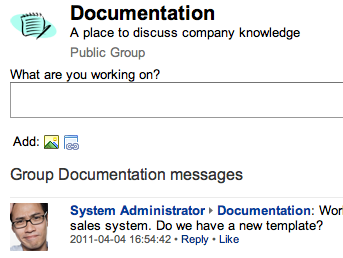 Documentation
A place to discuss company knowledge
Public Group
What are you working on?
Add:
Group Documentation messages
System Administrator Documentation: Wor
sales system. Do we have a new template?
2011-04-04 16:54:42 • Reply • Like